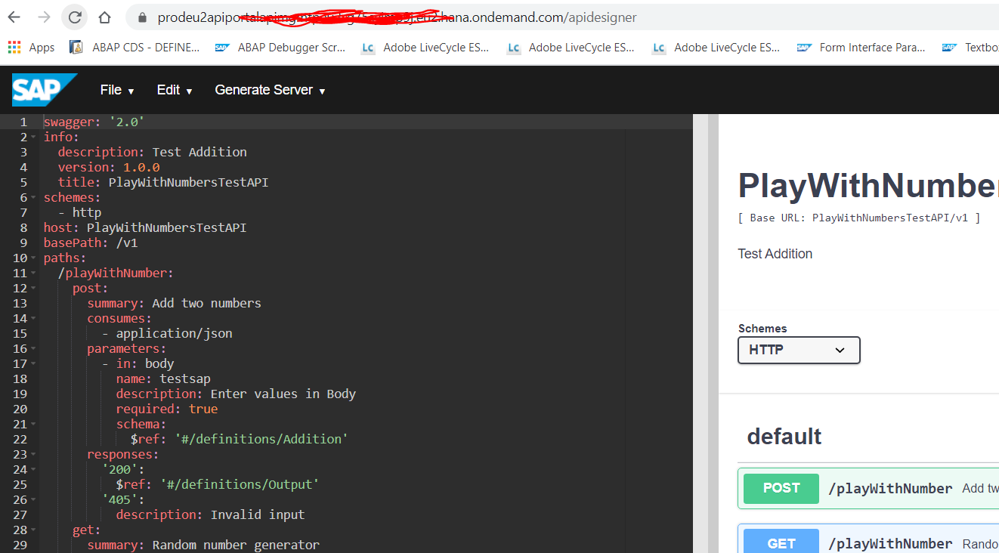 prodeu2apiportalapimg eu2.hana.ondemand.com/apidesigner
Apps ABAP CDS - DEFINE... SAP ABAP Debugger Scr... LC Adobe LiveCycle ES... LC Adobe LiveCycle ES... LC Adobe LiveCycle ES... SAP Form Interface Para... SAP Textbo
SAP File ▾ Edit ▾ Generate Server ▾
1 swagger: '2.0'
2 info:
3 description: Test Addition
4 version: 1.0.0
5 title: PlayWithNumbersTestAPI
6 schemes:
7 - http
8 host: PlayWithNumbersTestAPI
9 basePath: /v1
10 paths:
11 /playWithNumber:
12 post:
13 summary: Add two numbers
14 consumes:
15 - application/json
16 parameters:
17 - in: body
18 name: testsap
19 description: Enter values in Body
20 required: true
21 schema:
22 $ref: '#/definitions/Addition'
23 responses:
24 '200':
25 $ref: '#/definitions/Output'
26 '405':
27 description: Invalid input
28 get:
29 summary: Random number generator
PlayWithNumber
[ Base URL: PlayWithNumbersTestAPI/v1 ]
Test Addition
Schemes
HTTP
default
POST /playWithNumber Add tw
GET /playWithNumber Rando